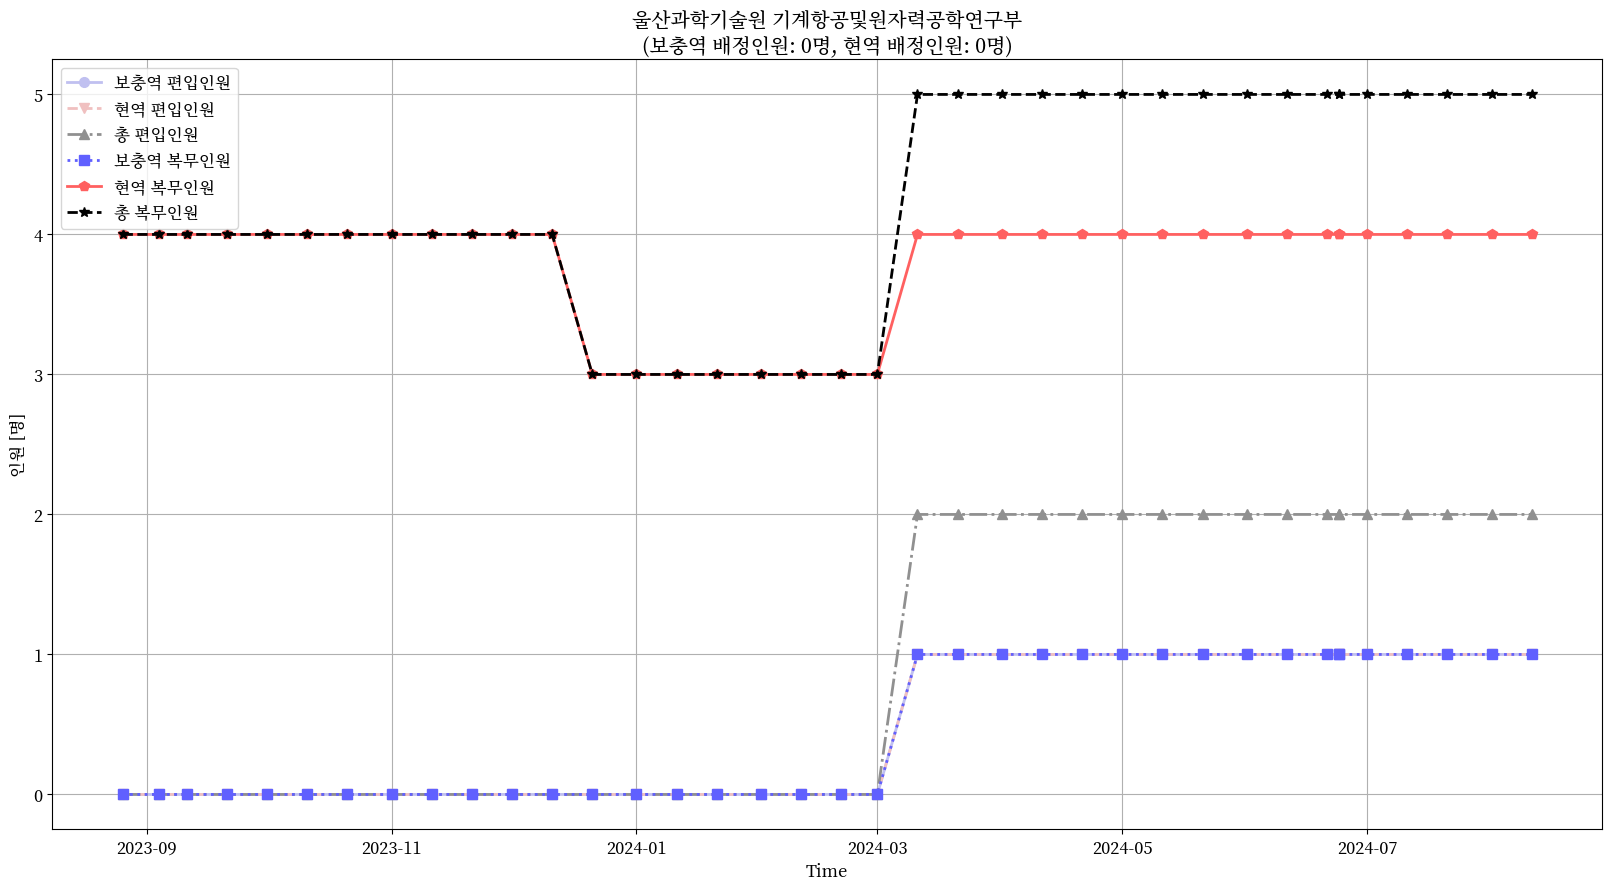 울산과학기술원 기계항공및원자력공학연구부
(보충역 배정인원: 0명, 현역 배정인원: 0명)
보충역 편입인원
현역 편입인원
총 편입인원
보충역 복무인원
현역 복무인원
총 복무인원
5
4
3
2
1
0
인원 [명]
2023-09
2023-11
2024-01
2024-03
2024-05
2024-07
Time